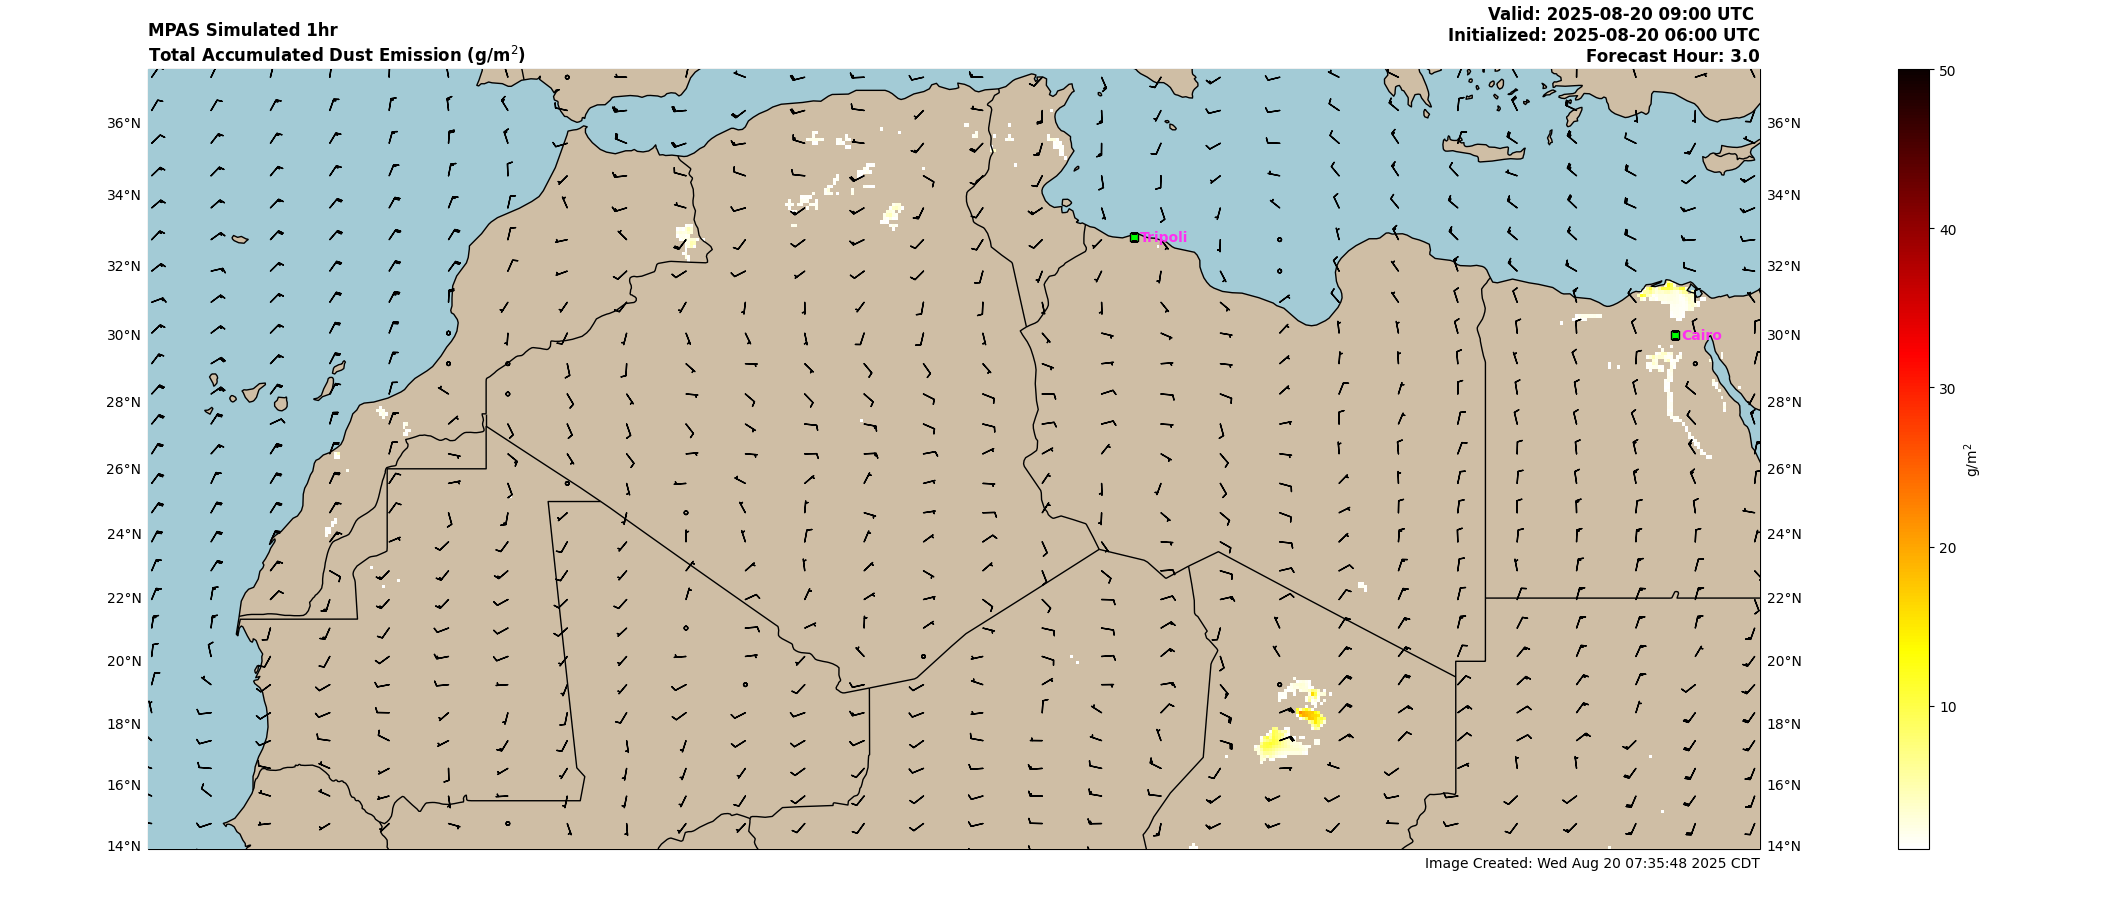 MPAS Simulated 1hr
Total Accumulated Dust Emission (g/m²)
Valid: 2025-08-20 09:00 UTC
Initialized: 2025-08-20 06:00 UTC
Forecast Hour: 3.0
36°N
34°N
32°N
30°N
28°N
26°N
24°N
22°N
20°N
18°N
16°N
14°N
Tripoli
Cairo
36°N
34°N
32°N
30°N
28°N
26°N
24°N
22°N
20°N
18°N
16°N
14°N
50
40
30
20
10
g/m²
Image Created: Wed Aug 20 07:35:48 2025 CDT